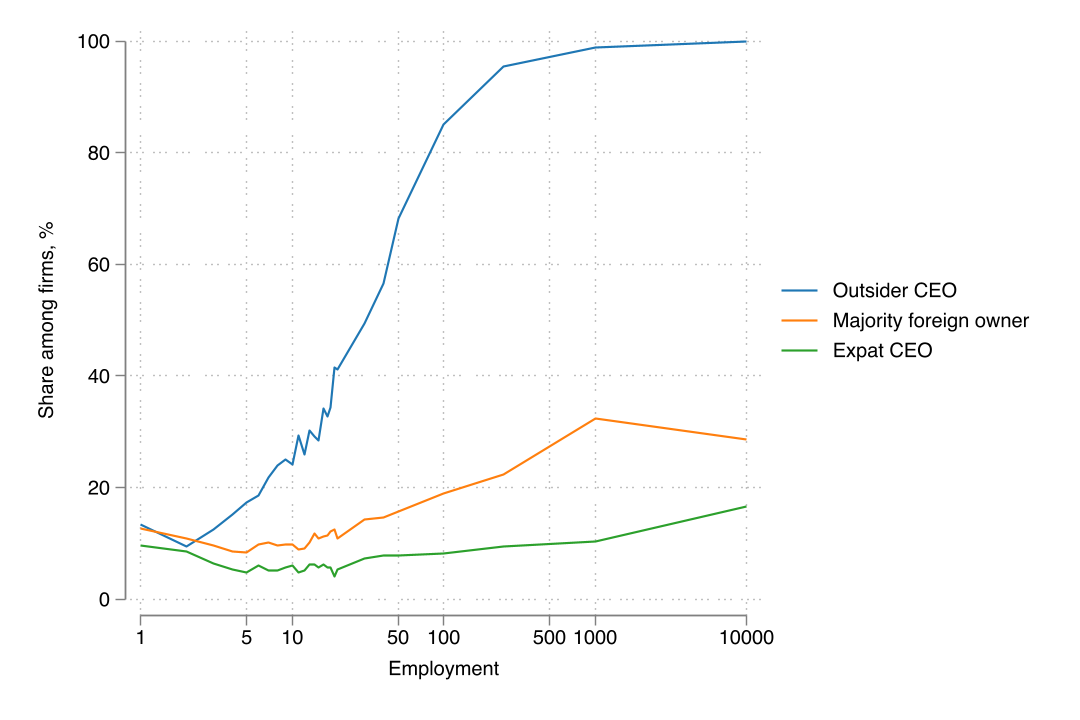 100
80
60
40
20
0
Share among firms, %
1 5 10 50 100 500 1000 10000
Employment
Outsider CEO
Majority foreign owner
Expat CEO